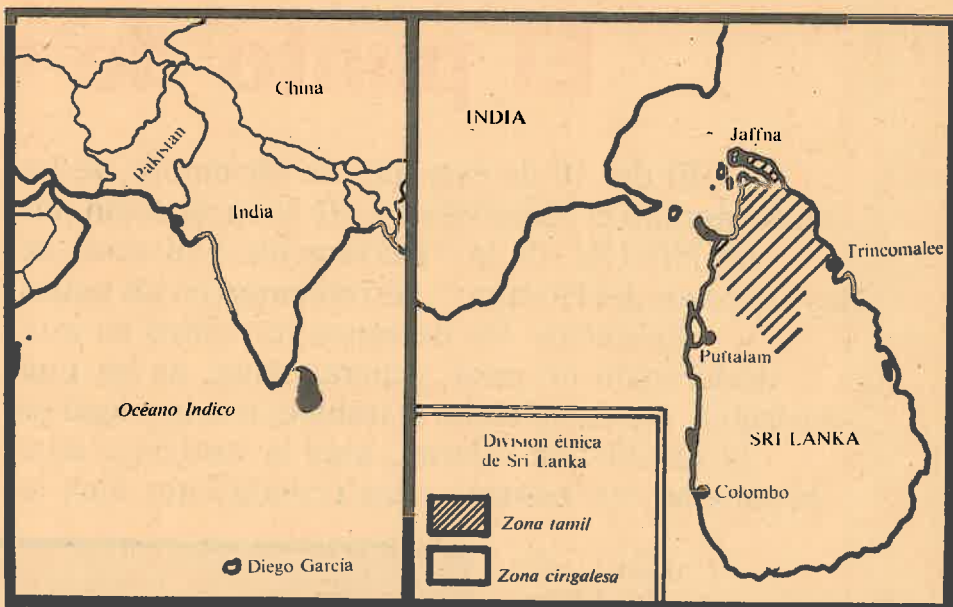 China
Pakistan
India
Océano Indico
Diego Garcia
INDIA
Jaffna
Trincomalee
Puttalam
SRI LANKA
Colombo
División étnica
de Sri Lanka
Zona tamil
Zona cingalesa